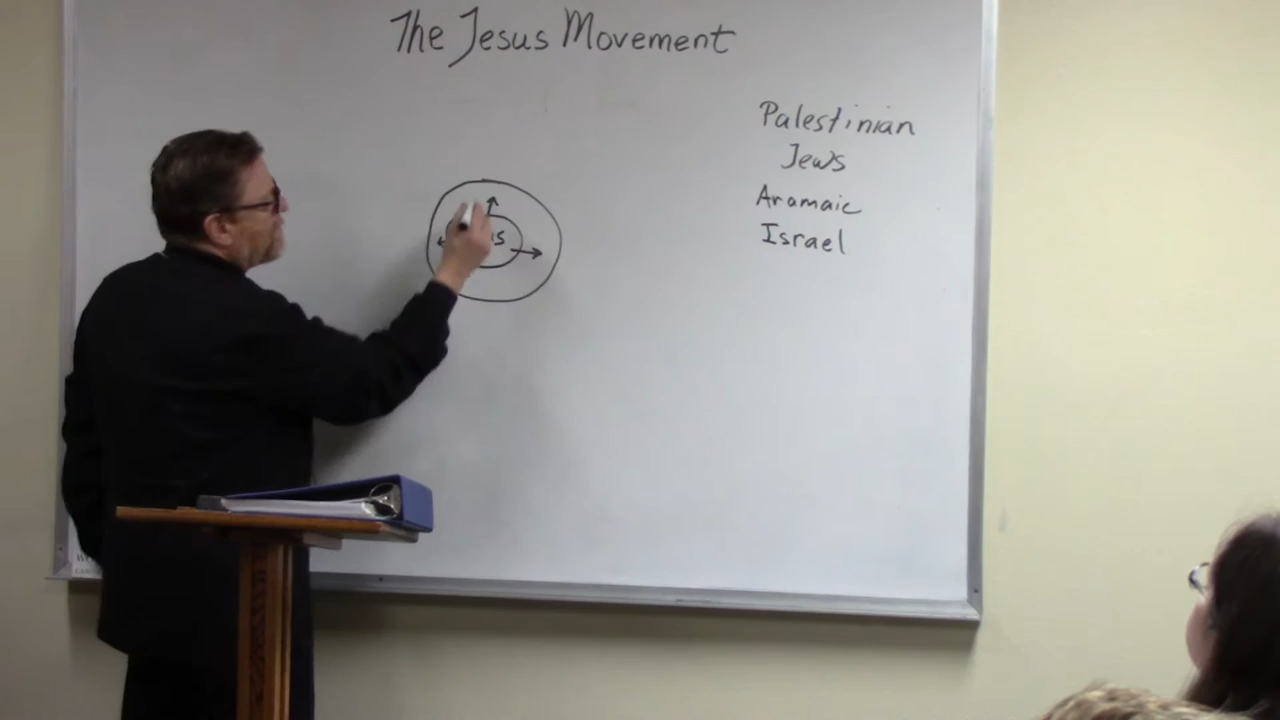 The Jesus Movement
Palestinian
Jews
Aramaic
Israel